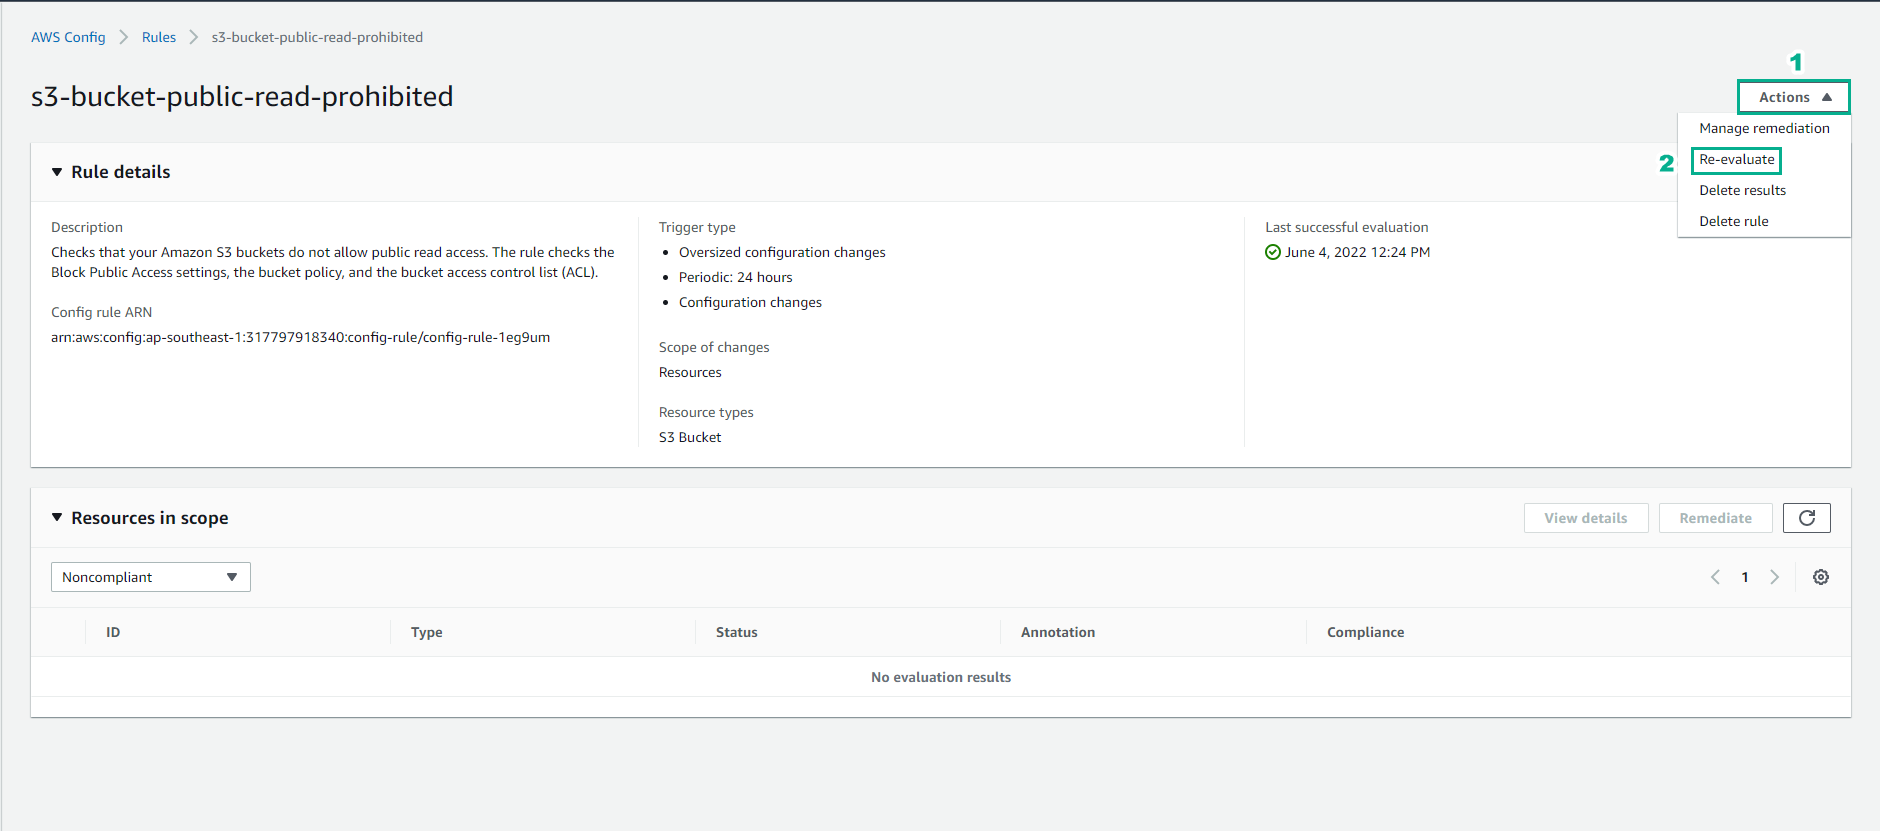 AWS Config > Rules > s3-bucket-public-read-prohibited
1
s3-bucket-public-read-prohibited
Actions
Manage remediation
2
Re-evaluate
Delete results
Delete rule
Rule details
Description
Checks that your Amazon S3 buckets do not allow public read access. The rule checks the
Block Public Access settings, the bucket policy, and the bucket access control list (ACL).
Config rule ARN
arn:aws:config:ap-southeast-1:317797918340:config-rule/config-rule-1eg9um
Trigger type
• Oversized configuration changes
• Periodic: 24 hours
• Configuration changes
Scope of changes
Resources
Resource types
S3 Bucket
Last successful evaluation
June 4, 2022 12:24 PM
Resources in scope
View details
Remediate
Noncompliant
1
ID Type Status Annotation Compliance
No evaluation results